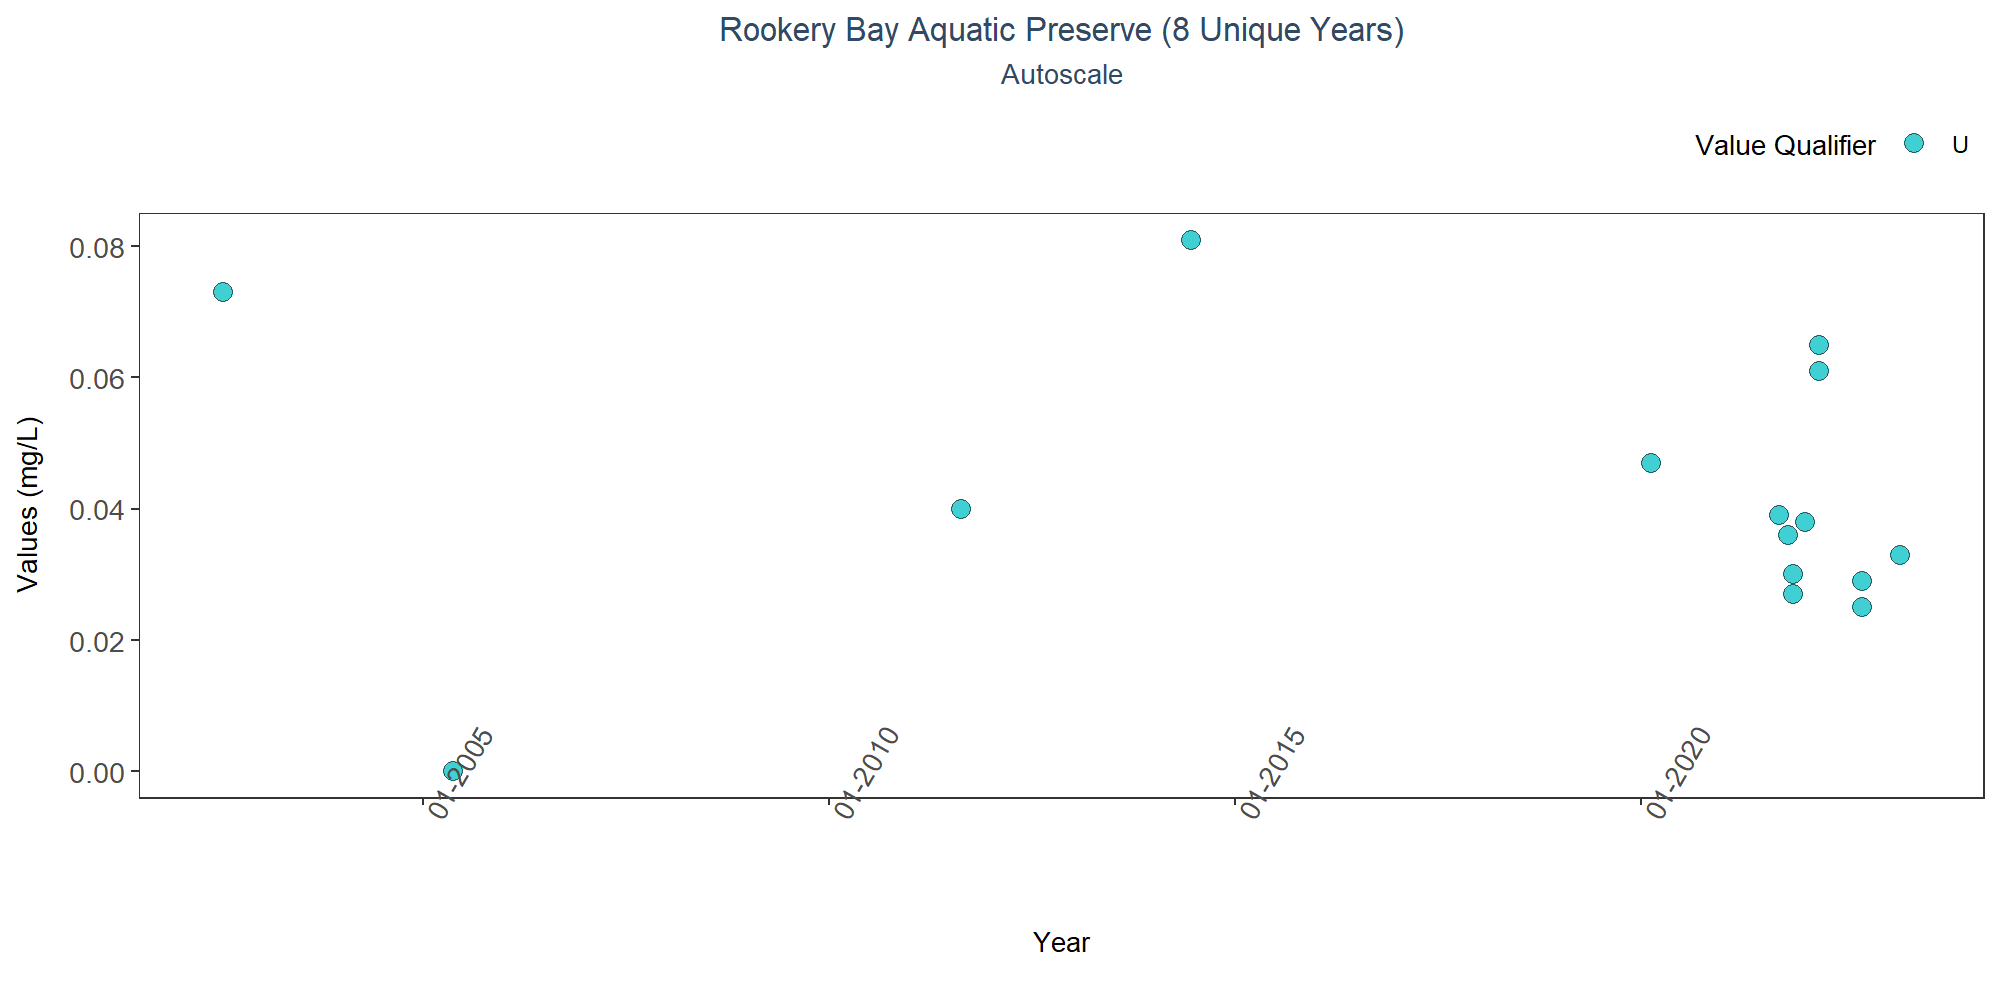 Rookery Bay Aquatic Preserve (8 Unique Years)
Autoscale
Value Qualifier U
0.08
0.06
0.04
0.02
0.00
Values (mg/L)
01-2005
01-2010
01-2015
01-2020
Year